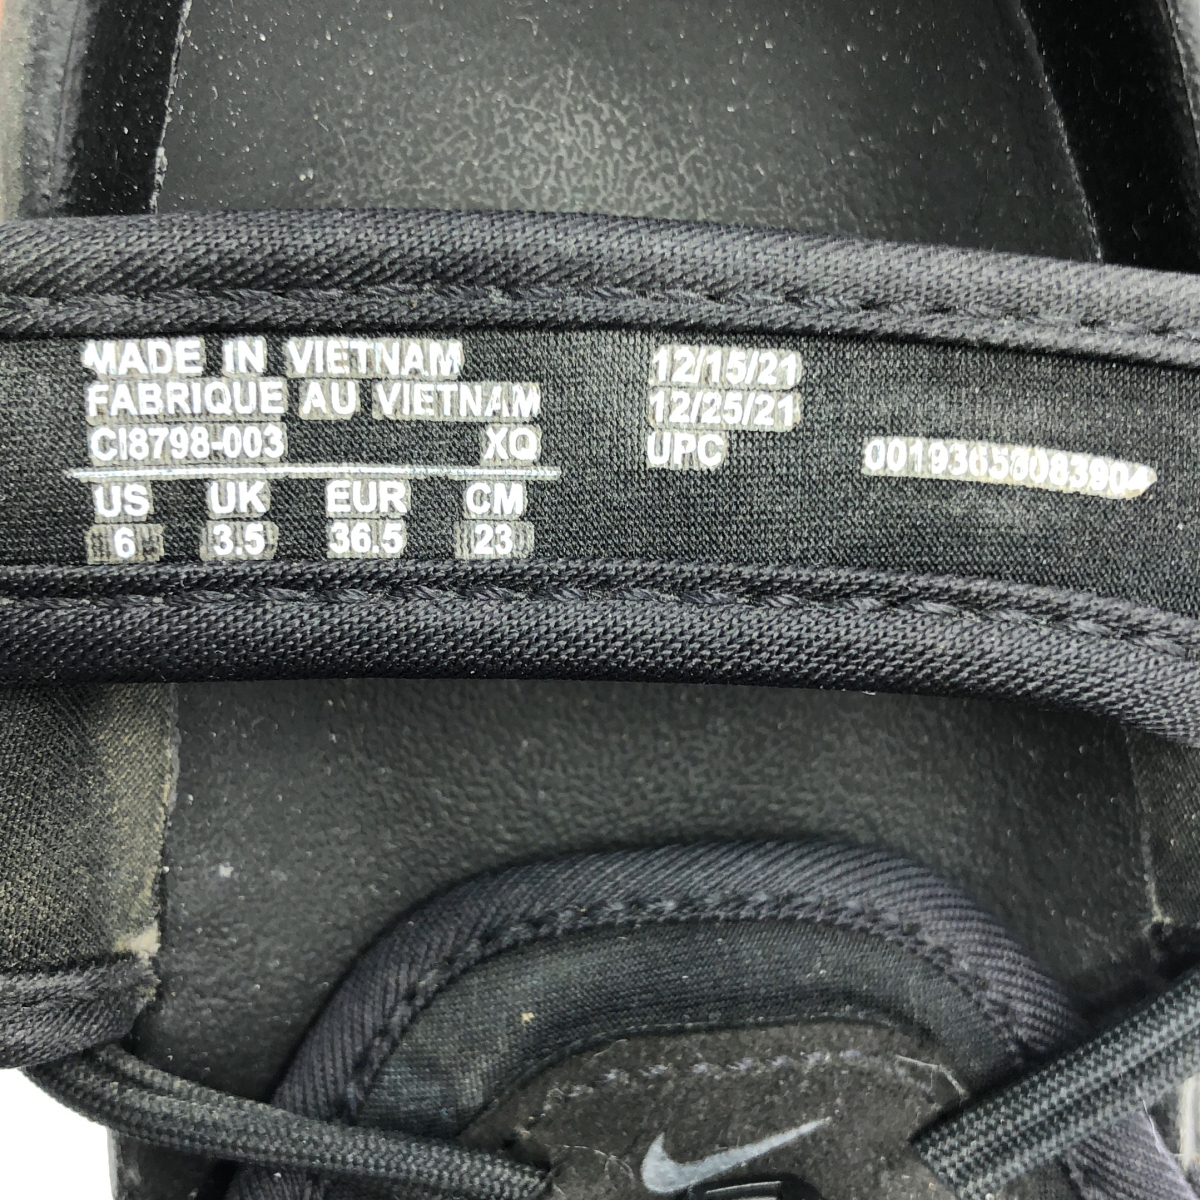 MADE IN VIETNAM
FABRIQUE AU VIETNAM
CI8798-003 XQ
US UK EUR CM
6 3.5 36.5 23
12/15/21
12/25/21
UPC 00193658083904